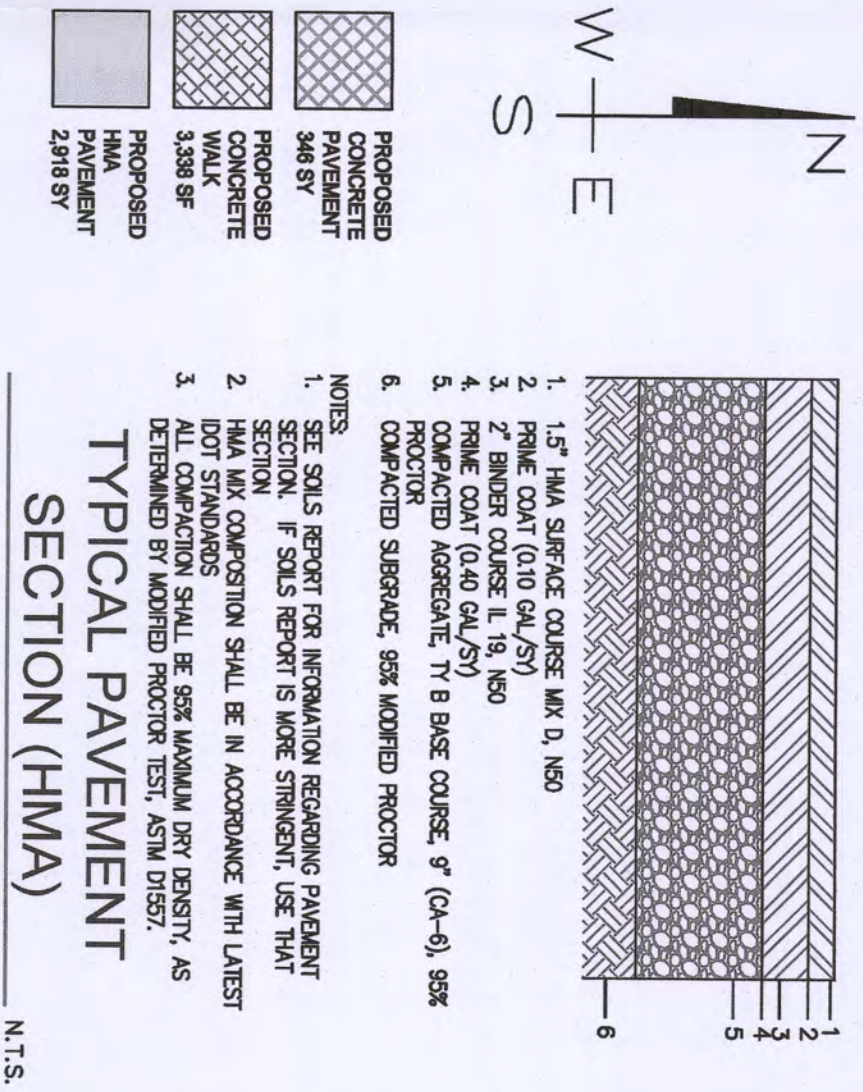 N
W E
S
PROPOSED
CONCRETE
PAVEMENT
346 SY
PROPOSED
CONCRETE
WALK
3,338 SF
PROPOSED
HMA
PAVEMENT
2,918 SY
1
2
3
4
5
6
1. 1.5" HMA SURFACE COURSE MIX D, N50
2. PRIME COAT (0.10 GAL/SY)
3. 2" BINDER COURSE IL 19, N50
4. PRIME COAT (0.40 GAL/SY)
5. COMPACTED AGGREGATE, TY B BASE COURSE, 9" (CA-6), 95%
PROCTOR
6. COMPACTED SUBGRADE, 95% MODIFIED PROCTOR
NOTES:
1. SEE SOILS REPORT FOR INFORMATION REGARDING PAVEMENT
SECTION. IF SOILS REPORT IS MORE STRINGENT, USE THAT
SECTION
2. HMA MIX COMPOSITION SHALL BE IN ACCORDANCE WITH LATEST
IDOT STANDARDS
3. ALL COMPACTION SHALL BE 95% MAXIMUM DRY DENSITY, AS
DETERMINED BY MODIFIED PROCTOR TEST, ASTM D1557.
TYPICAL PAVEMENT
SECTION (HMA)
N.T.S.